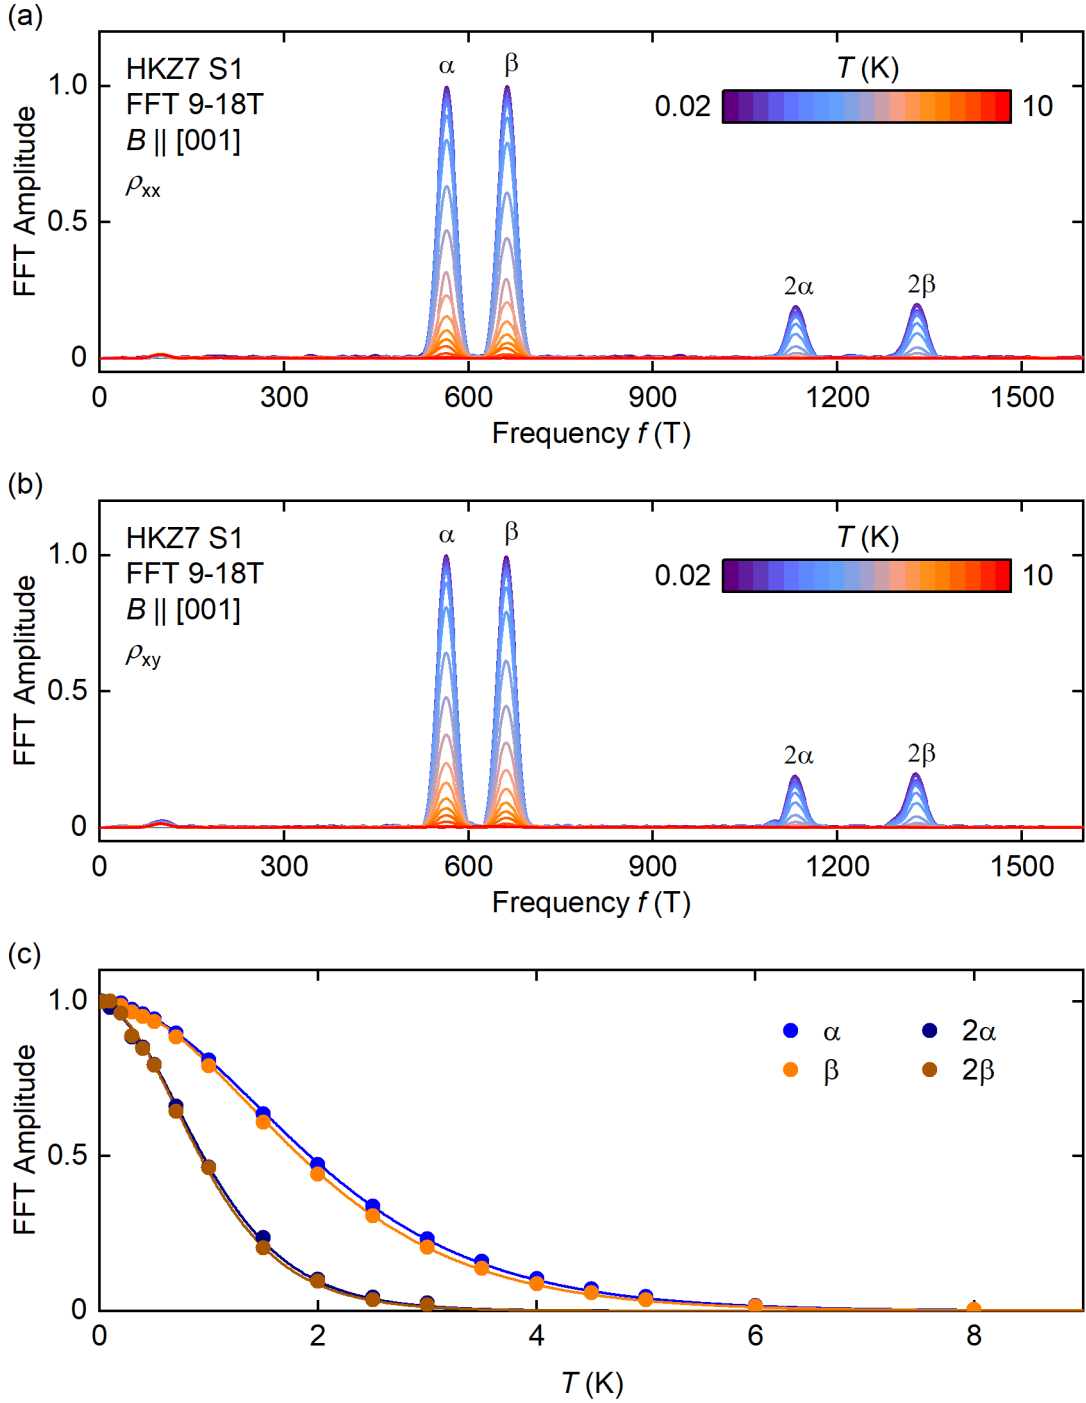 (a)
α
β
T (K)
0.02
10
HKZ7 S1
FFT 9-18T
B || [001]
ρxx
2α
2β
FFT Amplitude
1.0
0.5
0
0
300
600
900
1200
1500
Frequency f (T)
(b)
α
β
T (K)
0.02
10
HKZ7 S1
FFT 9-18T
B || [001]
ρxy
2α
2β
FFT Amplitude
1.0
0.5
0
0
300
600
900
1200
1500
Frequency f (T)
(c)
α
2α
β
2β
FFT Amplitude
1.0
0.5
0
0
2
4
6
8
T (K)